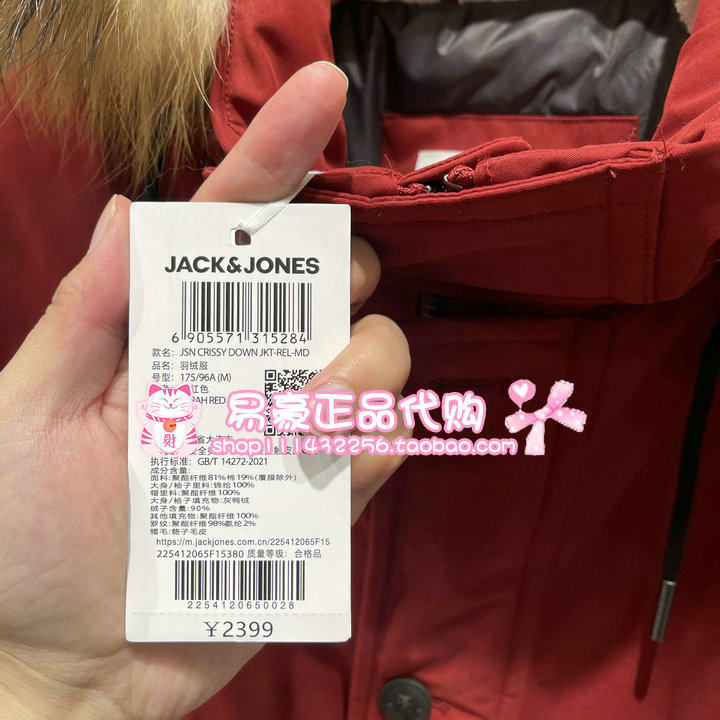 JACK&JONES
6 905571 315284
款名: JSN CRISSY DOWN JKT-REL-MD
品名: 羽绒服
号型: 175/96A (M)
红色
RAH RED
易豪正品代购
shop111432256.taobao.com
财
执行标准: GB/T 14272-2021
成分含量:
面料: 聚酯纤维81% 棉19% (覆膜除外)
大身/袖子里料: 锦纶100%
帽里料: 聚酯纤维100%
大身/袖子填充物: 灰鸭绒
绒子含量: 90%
其他填充物: 聚酯纤维100%
罗纹: 聚酯纤维98%氨纶2%
帽毛: 貉子毛皮
https://m.jackjones.com.cn/225412065F15
225412065F15380 质量等级: 合格品
2254120650028
￥2399